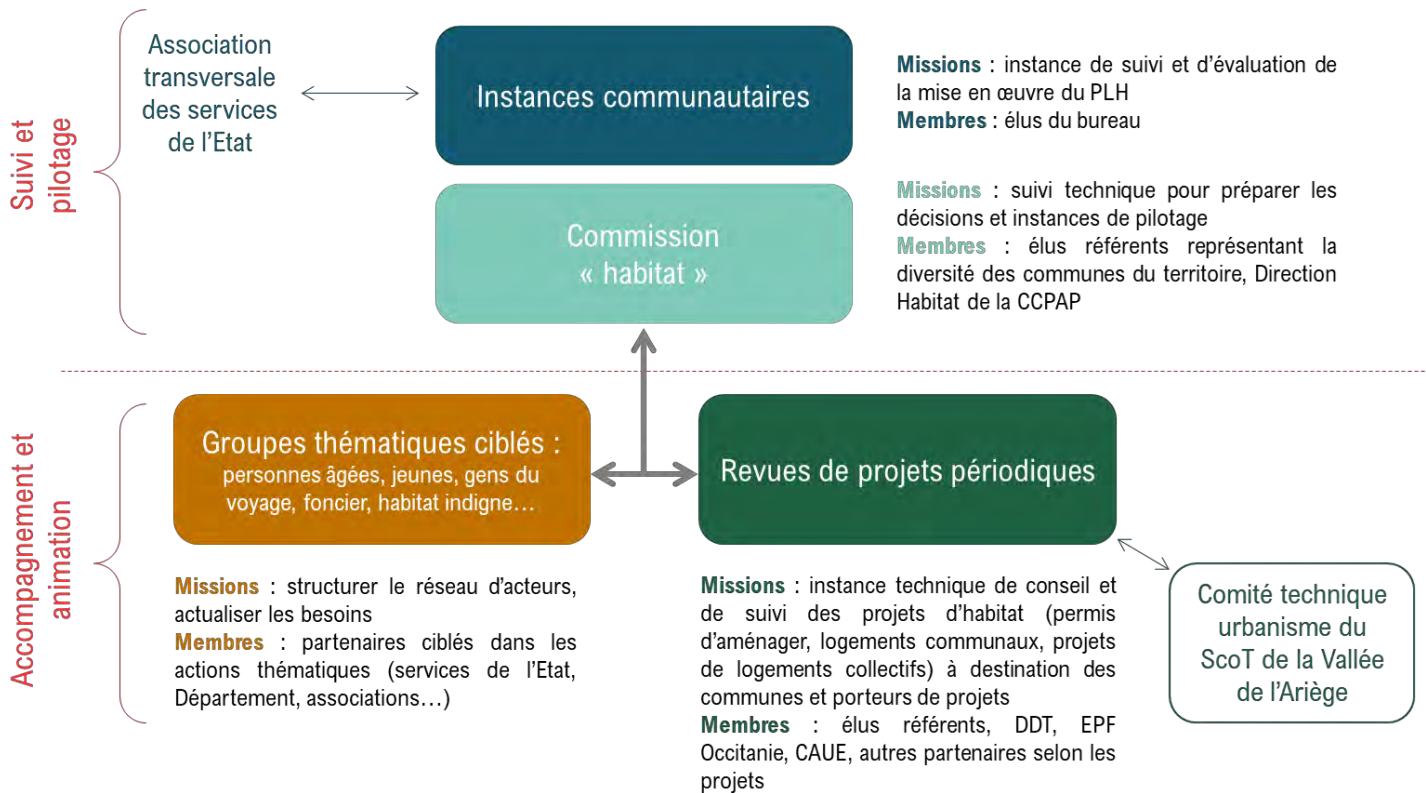 Suivi et
pilotage
Association
transversale
des services
de l’Etat
Instances communautaires
Missions : instance de suivi et d’évaluation de
la mise en œuvre du PLH
Membres : élus du bureau
Commission
« habitat »
Missions : suivi technique pour préparer les
décisions et instances de pilotage
Membres : élus référents représentant la
diversité des communes du territoire, Direction
Habitat de la CCPAP
Accompagnement et
animation
Groupes thématiques ciblés :
personnes âgées, jeunes, gens du
voyage, foncier, habitat indigne…
Missions : structurer le réseau d’acteurs,
actualiser les besoins
Membres : partenaires ciblés dans les
actions thématiques (services de l’Etat,
Département, associations…)
Revues de projets périodiques
Missions : instance technique de conseil et
de suivi des projets d’habitat (permis
d’aménager, logements communaux, projets
de logements collectifs) à destination des
communes et porteurs de projets
Membres : élus référents, DDT, EPF
Occitanie, CAUE, autres partenaires selon les
projets
Comité technique
urbanisme du
ScoT de la Vallée
de l’Ariège